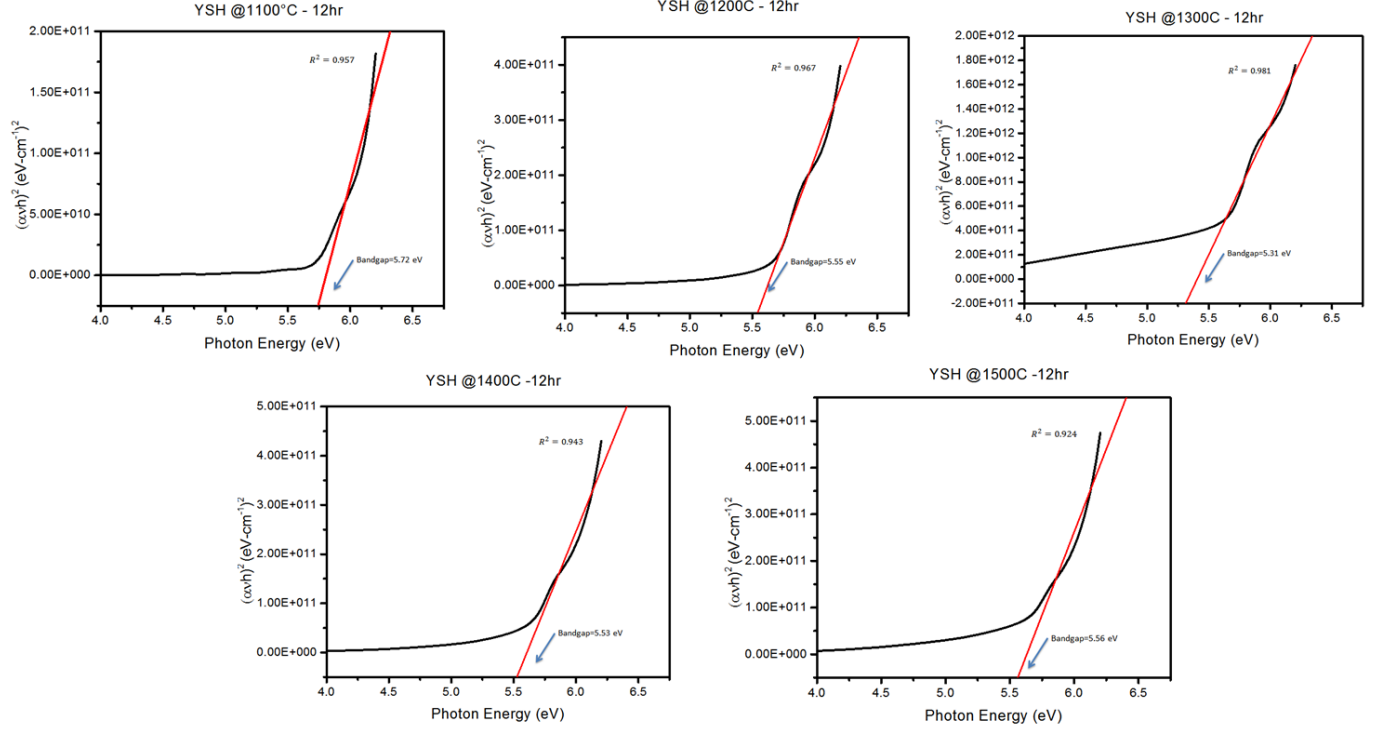 YSH @1100°C - 12hr
2.00E+011
1.50E+011
1.00E+011
5.00E+010
0.00E+000
(ανh)² (eV-cm⁻¹)²
R² = 0.957
Bandgap=5.72 eV
4.0 4.5 5.0 5.5 6.0 6.5
Photon Energy (eV)
YSH @1200C - 12hr
4.00E+011
3.00E+011
2.00E+011
1.00E+011
0.00E+000
(ανh)² (eV-cm⁻¹)²
R² = 0.967
Bandgap=5.55 eV
4.0 4.5 5.0 5.5 6.0 6.5
Photon Energy (eV)
YSH @1300C - 12hr
2.00E+012
1.80E+012
1.60E+012
1.40E+012
1.20E+012
1.00E+012
8.00E+011
6.00E+011
4.00E+011
2.00E+011
0.00E+000
-2.00E+011
(ανh)² (eV-cm⁻¹)²
R² = 0.981
Bandgap=5.31 eV
4.0 4.5 5.0 5.5 6.0 6.5
Photon Energy (eV)
YSH @1400C -12hr
5.00E+011
4.00E+011
3.00E+011
2.00E+011
1.00E+011
0.00E+000
(ανh)² (eV-cm⁻¹)²
R² = 0.943
Bandgap=5.53 eV
4.0 4.5 5.0 5.5 6.0 6.5
Photon Energy (eV)
YSH @1500C -12hr
5.00E+011
4.00E+011
3.00E+011
2.00E+011
1.00E+011
0.00E+000
(ανh)² (eV-cm⁻¹)²
R² = 0.924
Bandgap=5.56 eV
4.0 4.5 5.0 5.5 6.0 6.5
Photon Energy (eV)